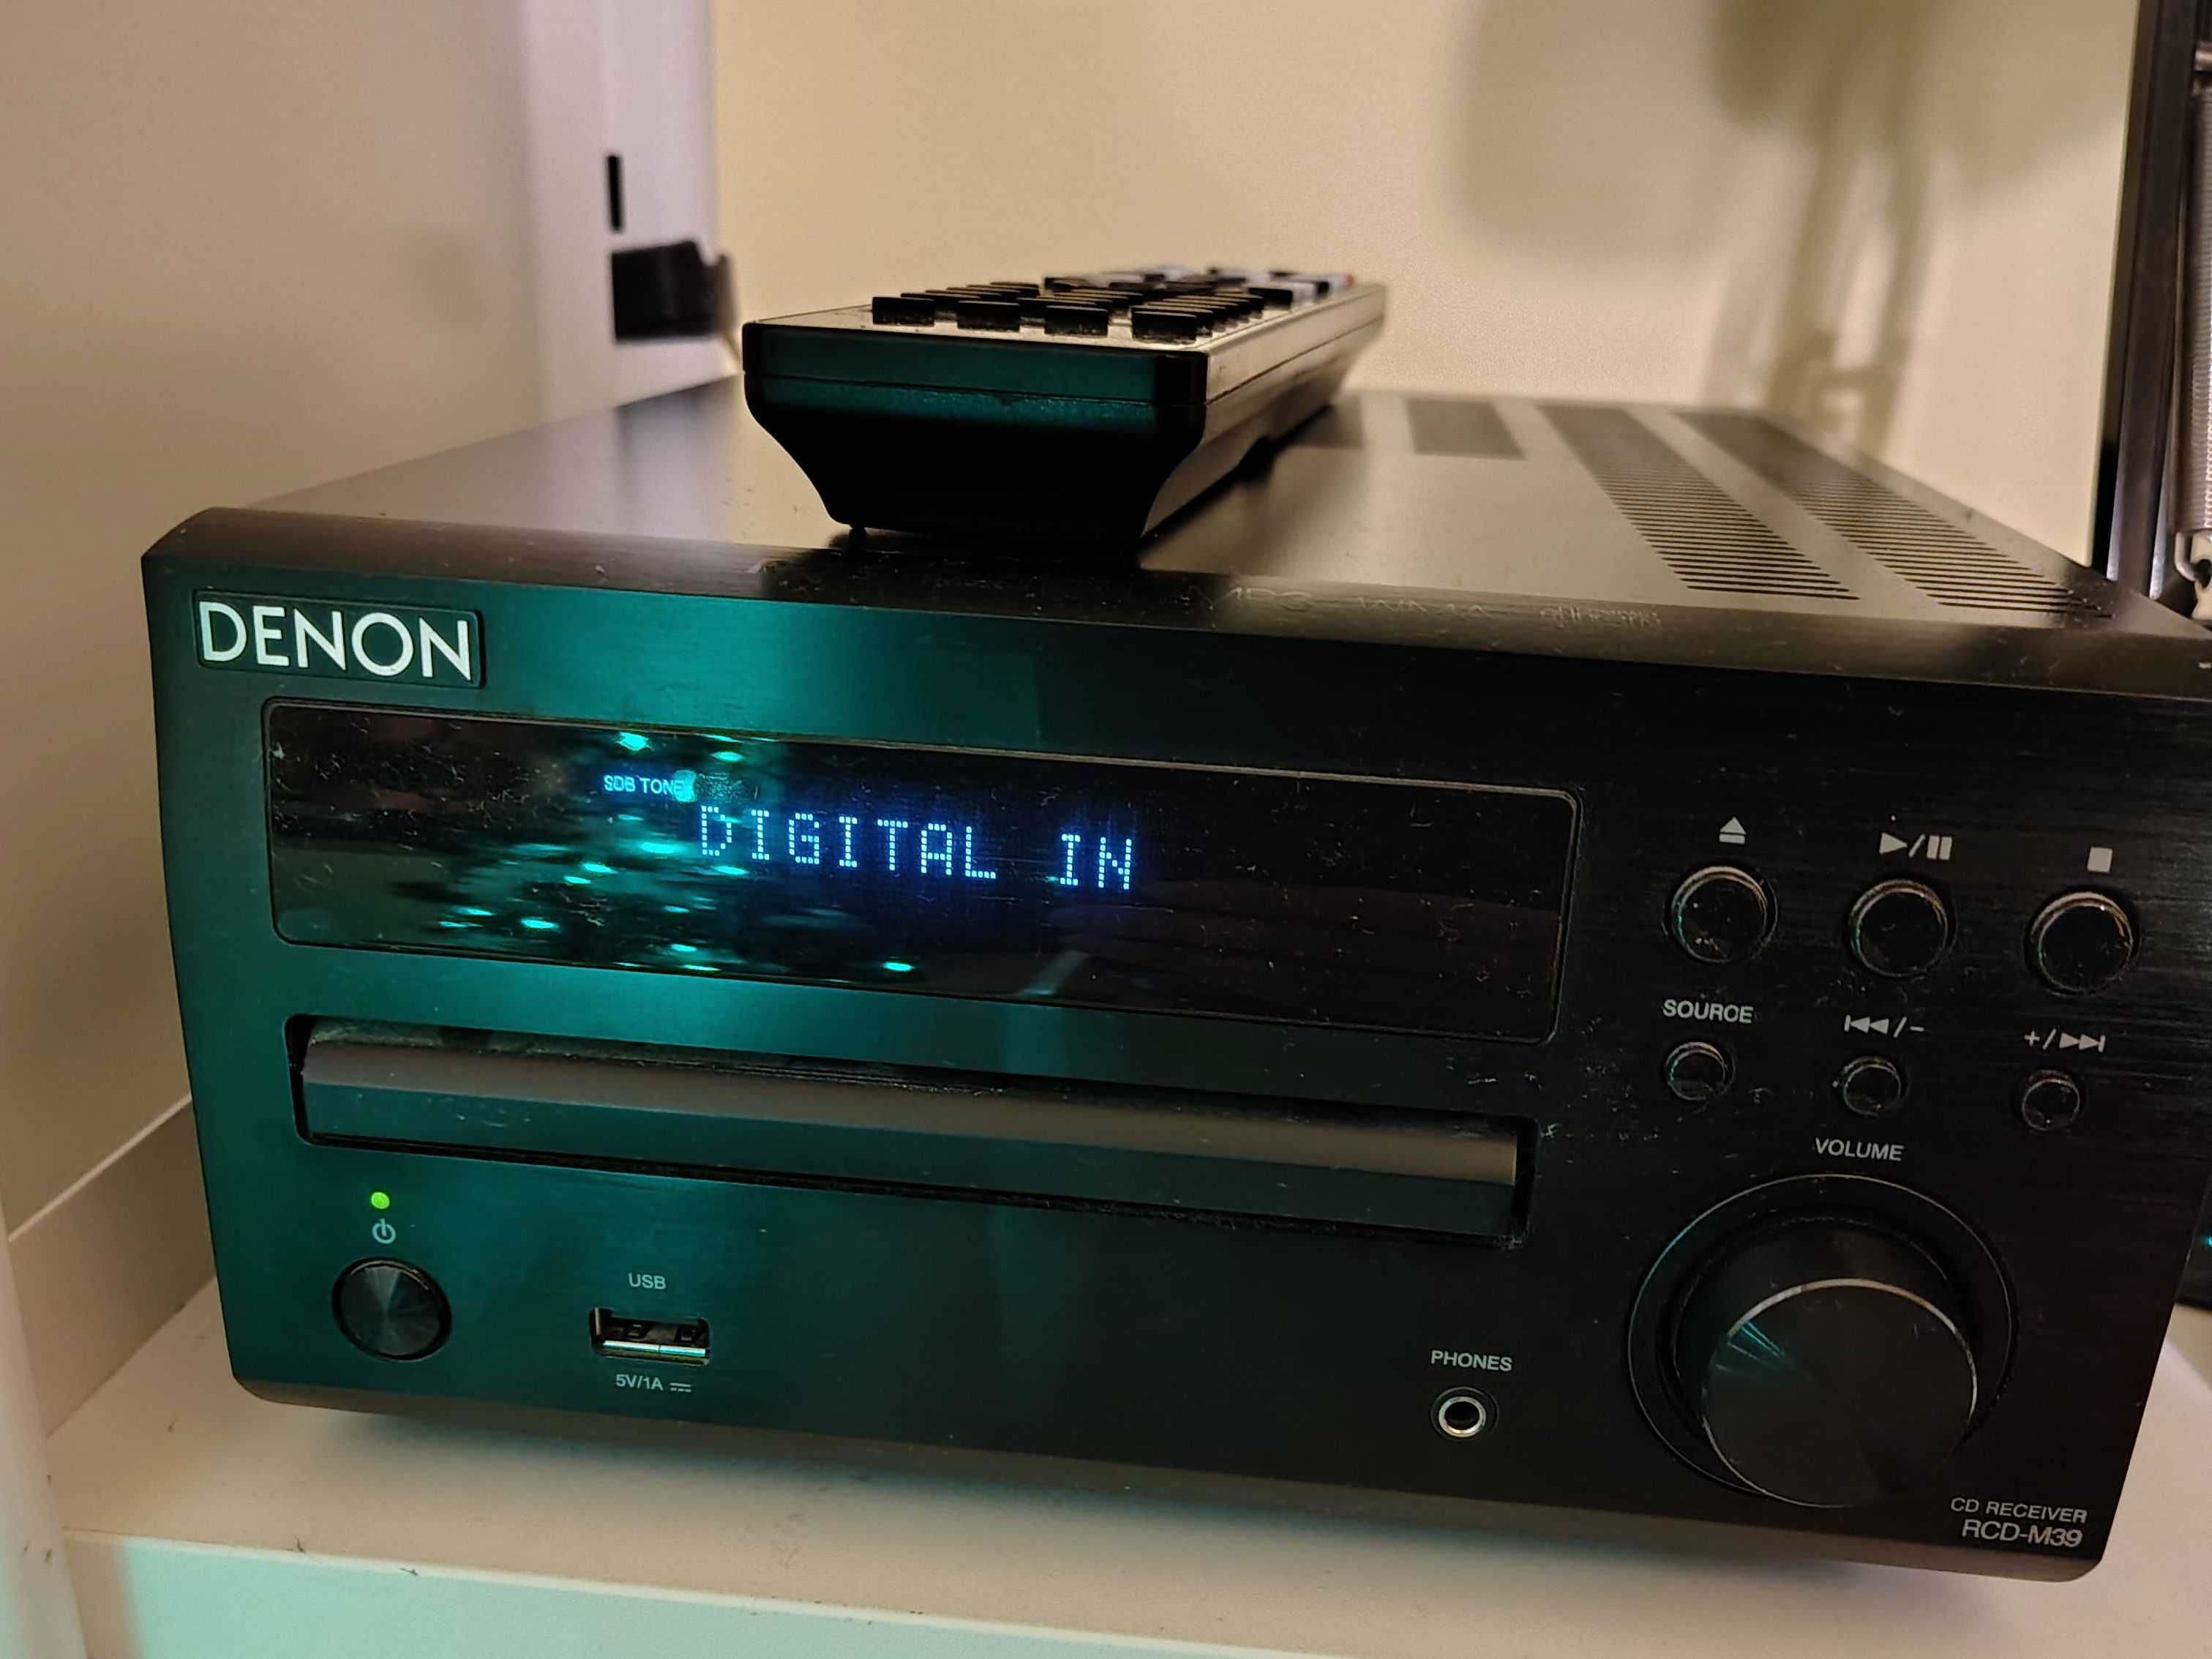 DENON
SDB TONE
DIGITAL IN
SOURCE
VOLUME
USB
5V/1A
PHONES
CD RECEIVER
RCD-M39